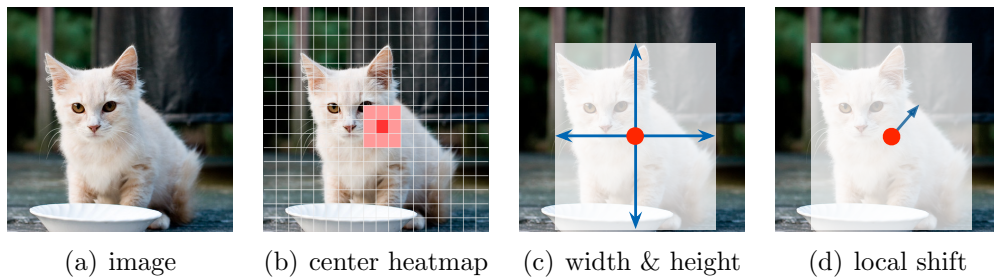 (a) image
(b) center heatmap
(c) width & height
(d) local shift